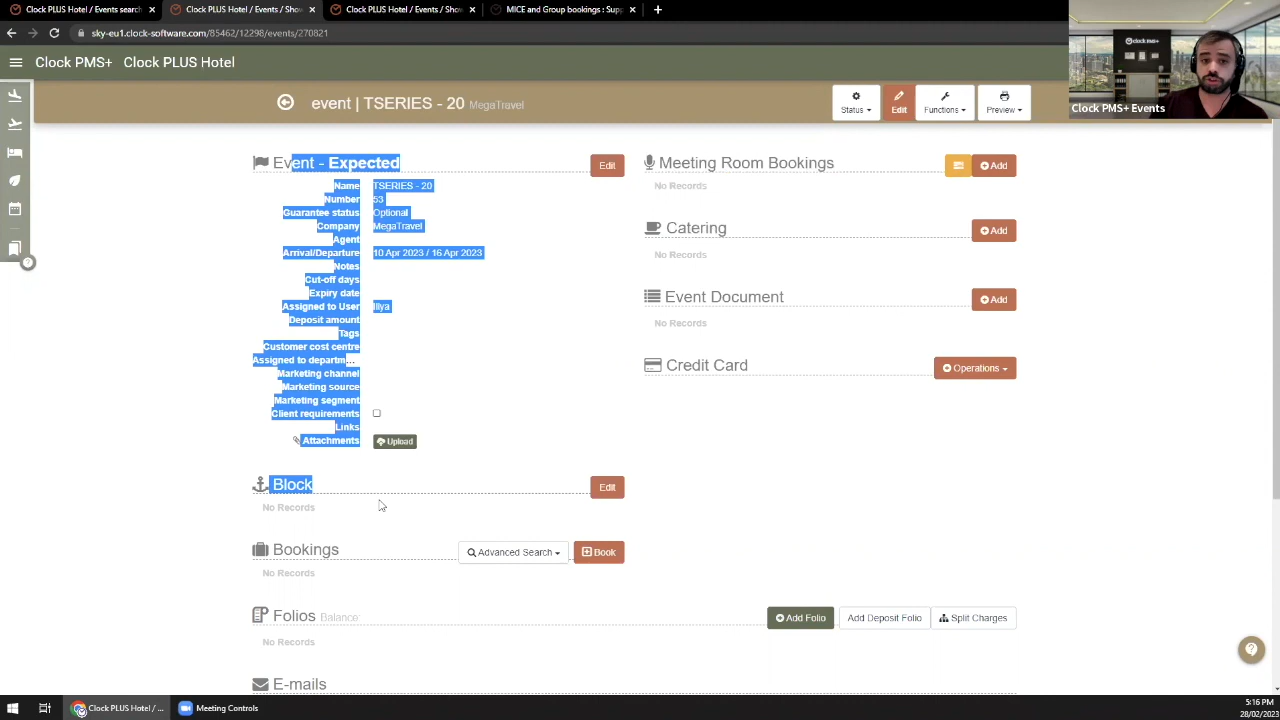 Clock PLUS Hotel / Events search
Clock PLUS Hotel / Events / Show
Clock PLUS Hotel / Events / Show
MICE and Group bookings : Supp
sky-eu1.clock-software.com/85462/12298/events/270821
Clock PMS+ Clock PLUS Hotel
event | TSERIES - 20 MegaTravel
Status
Edit
Functions
Preview
clock pms+
Clock PMS+ Events
Event - Expected
Edit
Name TSERIES - 20
Number 53
Guarantee status Optional
Company MegaTravel
Agent
Arrival/Departure 10 Apr 2023 / 16 Apr 2023
Notes
Cut-off days
Expiry date
Assigned to User Iliya
Deposit amount
Tags
Customer cost centre
Assigned to departm...
Marketing channel
Marketing source
Marketing segment
Client requirements
Links
Attachments Upload
Block
Edit
No Records
Bookings
Advanced Search
Book
No Records
Meeting Room Bookings
Add
No Records
Catering
Add
No Records
Event Document
Add
No Records
Credit Card
Operations
Folios Balance:
Add Folio
Add Deposit Folio
Split Charges
No Records
E-mails
Clock PLUS Hotel / ...
Meeting Controls
5:16 PM
28/02/2023